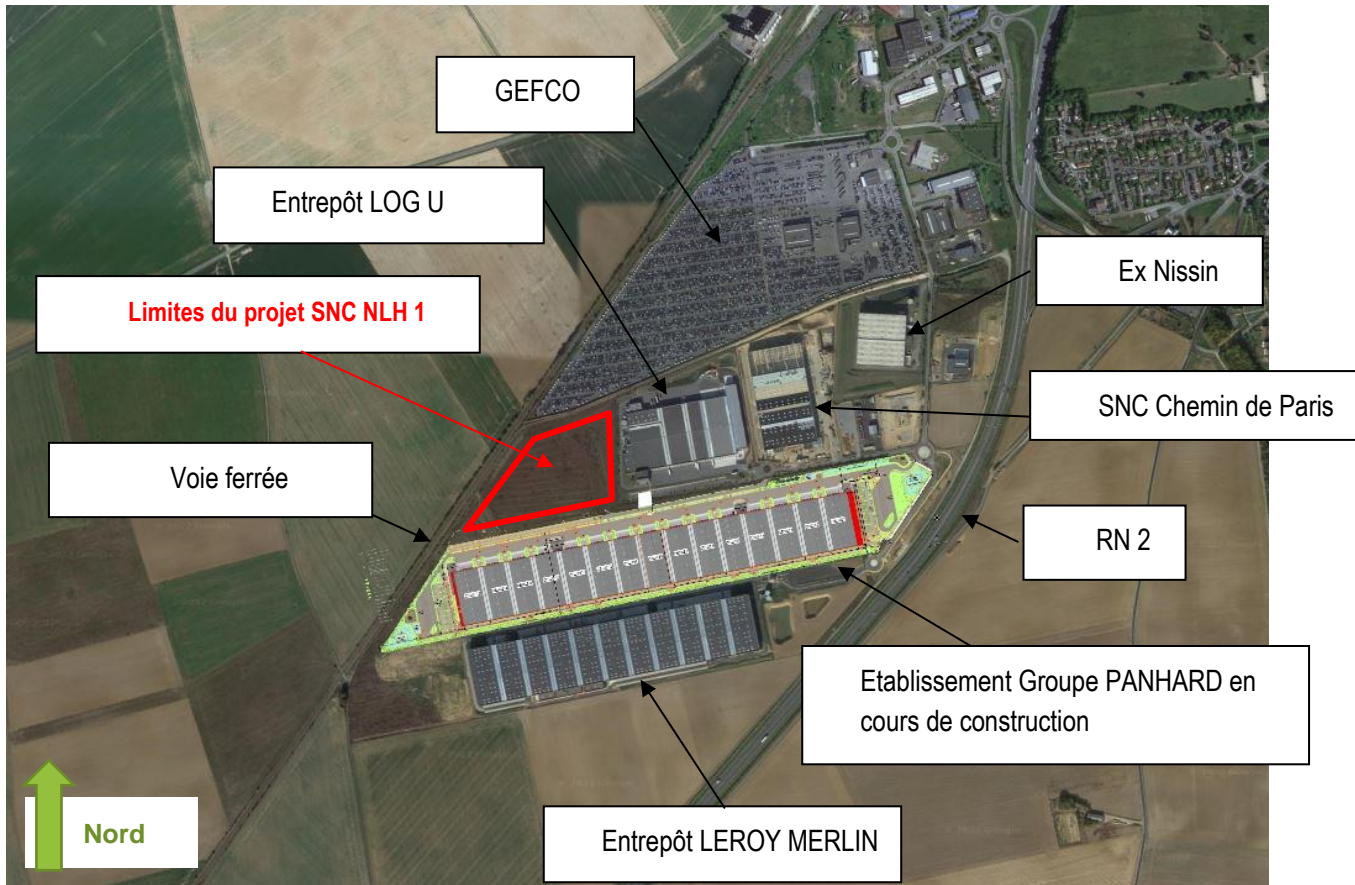 GEFCO
Entrepôt LOG U
Ex Nissin
Limites du projet SNC NLH 1
SNC Chemin de Paris
Voie ferrée
RN 2
Etablissement Groupe PANHARD en
cours de construction
Entrepôt LEROY MERLIN
Nord